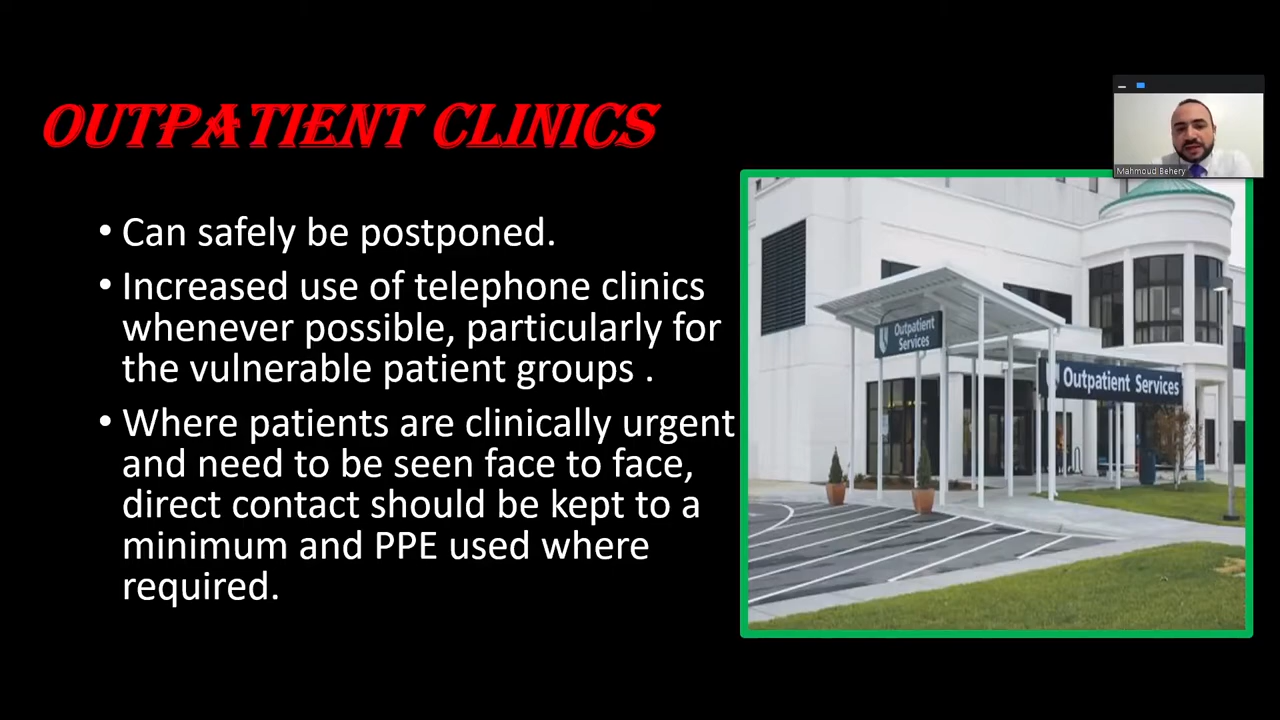 OUTPATIENT CLINICS
• Can safely be postponed.
• Increased use of telephone clinics
whenever possible, particularly for
the vulnerable patient groups .
• Where patients are clinically urgent
and need to be seen face to face,
direct contact should be kept to a
minimum and PPE used where
required.
Mahmoud Behery
Outpatient
Services
Outpatient Services